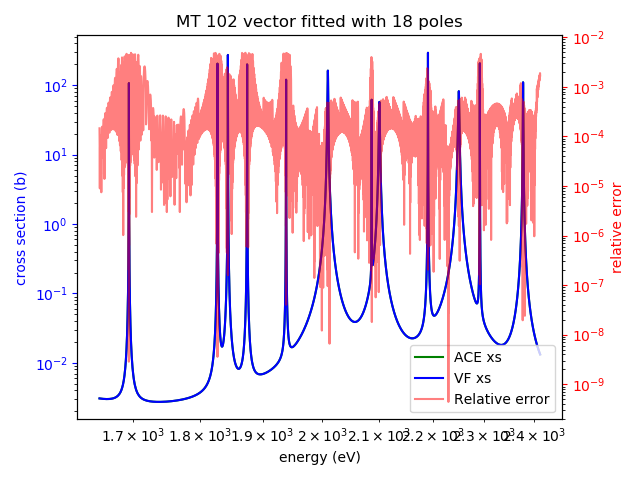 MT 102 vector fitted with 18 poles
10²
10¹
10⁰
10⁻¹
10⁻²
cross section (b)
10⁻²
10⁻³
10⁻⁴
10⁻⁵
10⁻⁶
10⁻⁷
10⁻⁸
10⁻⁹
relative error
ACE xs
VF xs
Relative error
1.7 × 10³ 1.8 × 10³ 1.9 × 10³ 2 × 10³ 2.1 × 10³ 2.2 × 10³ 2.3 × 10³ 2.4 × 10³
energy (eV)